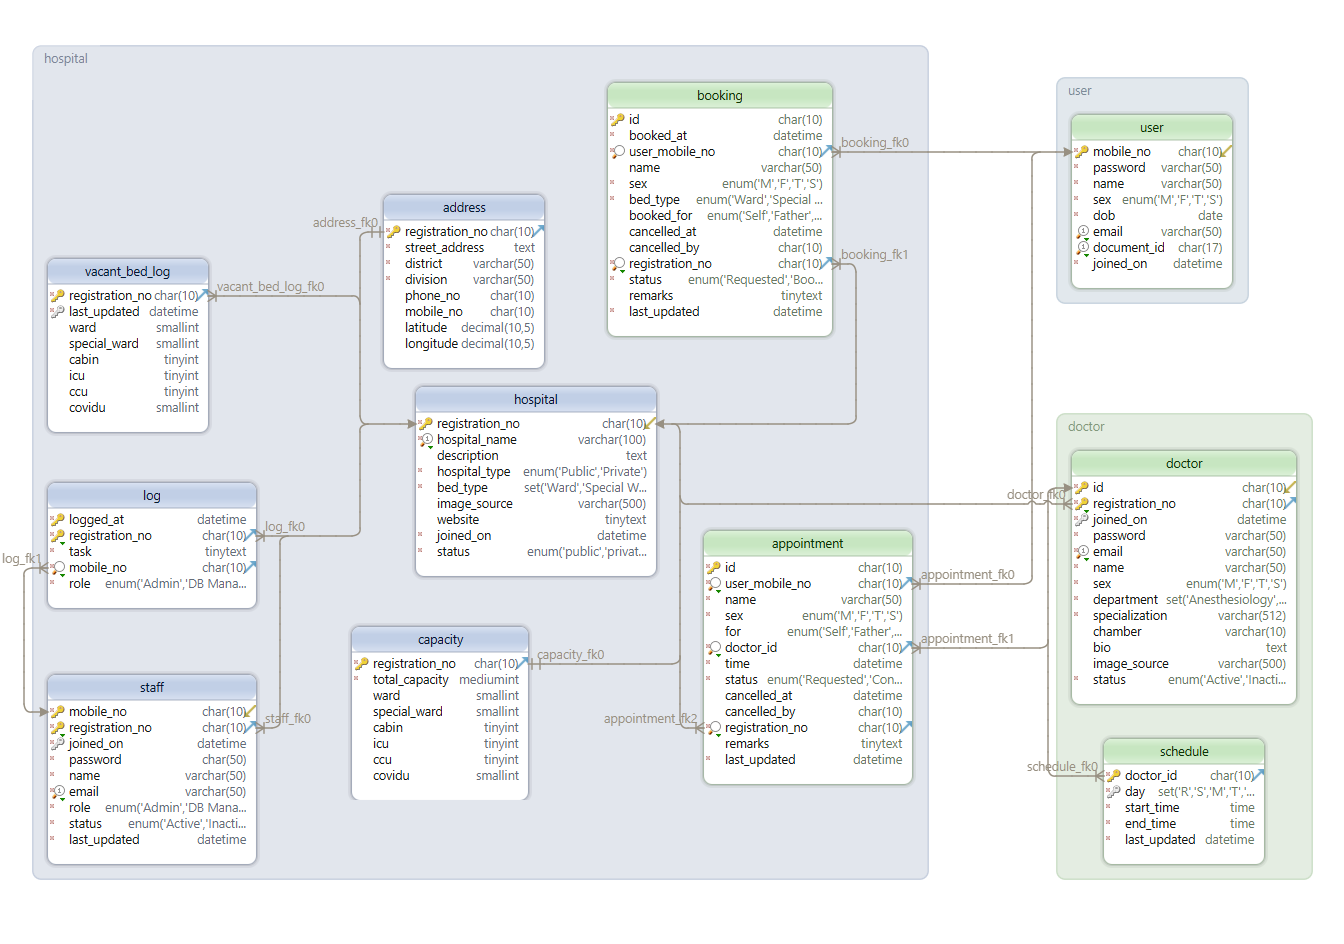 hospital
booking
id char(10)
booked_at datetime
user_mobile_no char(10)
name varchar(50)
sex enum('M','F','T','S')
bed_type enum('Ward','Special ...
booked_for enum('Self','Father',...
cancelled_at datetime
cancelled_by char(10)
registration_no char(10)
status enum('Requested','Boo...
remarks tinytext
last_updated datetime
booking_fk0
booking_fk1
user
user
mobile_no char(10)
password varchar(50)
name varchar(50)
sex enum('M','F','T','S')
dob date
email varchar(50)
document_id char(17)
joined_on datetime
address_fk0
address
registration_no char(10)
street_address text
district varchar(50)
division varchar(50)
phone_no char(10)
mobile_no char(10)
latitude decimal(10,5)
longitude decimal(10,5)
vacant_bed_log
registration_no char(10)
last_updated datetime
ward smallint
special_ward smallint
cabin tinyint
icu tinyint
ccu tinyint
covidu smallint
vacant_bed_log_fk0
hospital
registration_no char(10)
hospital_name varchar(100)
description text
hospital_type enum('Public','Private')
bed_type set('Ward','Special W...
image_source varchar(500)
website tinytext
joined_on datetime
status enum('public','privat...
log
logged_at datetime
registration_no char(10)
task tinytext
mobile_no char(10)
role enum('Admin','DB Mana...
log_fk0
log_fk1
staff
mobile_no char(10)
registration_no char(10)
joined_on datetime
password char(50)
name varchar(50)
email varchar(50)
role enum('Admin','DB Mana...
status enum('Active','Inacti...
last_updated datetime
staff_fk0
capacity
registration_no char(10)
total_capacity mediumint
ward smallint
special_ward smallint
cabin tinyint
icu tinyint
ccu tinyint
covidu smallint
capacity_fk0
appointment
id char(10)
user_mobile_no char(10)
name varchar(50)
sex enum('M','F','T','S')
for enum('Self','Father',...
doctor_id char(10)
time datetime
status enum('Requested','Con...
cancelled_at datetime
cancelled_by char(10)
registration_no char(10)
remarks tinytext
last_updated datetime
appointment_fk0
appointment_fk1
appointment_fk2
doctor
doctor
id char(10)
registration_no char(10)
joined_on datetime
password varchar(50)
email varchar(50)
name varchar(50)
sex enum('M','F','T','S')
department set('Anesthesiology',...
specialization varchar(512)
chamber varchar(10)
bio text
image_source varchar(500)
status enum('Active','Inacti...
doctor_fk0
schedule
doctor_id char(10)
day set('R','S','M','T','...
start_time time
end_time time
last_updated datetime
schedule_fk0